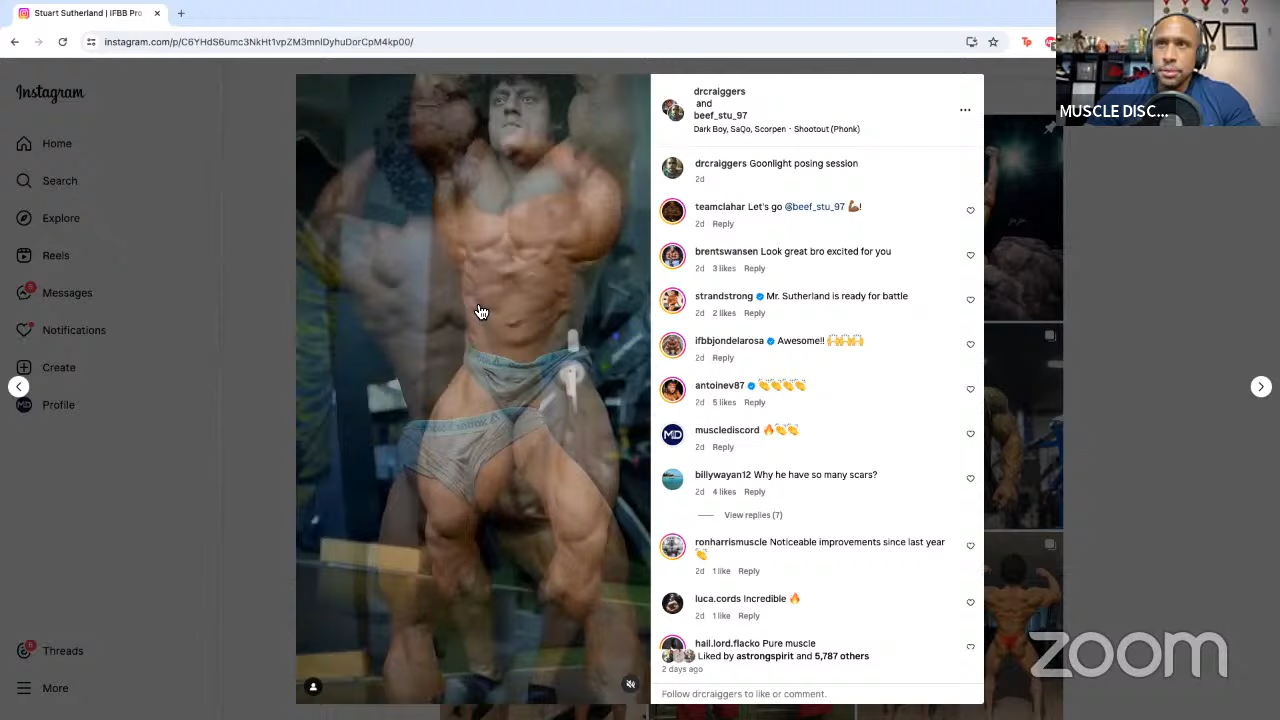 Stuart Sutherland | IFBB Pro
instagram.com/p/C6YHdS6umc3NkHt1vpZM3mnlDyhuDorCpM4kp00/
Instagram
Home
Search
Explore
Reels
5
Messages
Notifications
Create
Profile
6
Threads
More
drcraiggers
and
beef_stu_97
Dark Boy, SaQo, Scorpen · Shootout (Phonk)
drcraiggers Goonlight posing session
2d
teamclahar Let's go @beef_stu_97 💪🏾!
2d Reply
brentswansen Look great bro excited for you
2d 3 likes Reply
strandstrong Mr. Sutherland is ready for battle
2d 2 likes Reply
ifbbjondelarosa Awesome!! 🙌🙌🙌
2d Reply
antoinev87 👏👏👏👏
2d 5 likes Reply
MD
musclediscord 🔥👏👏
2d Reply
billywayan12 Why he have so many scars?
2d 4 likes Reply
View replies (7)
ronharrismuscle Noticeable improvements since last year
👏
2d 1 like Reply
luca.cords Incredible 🔥
2d 1 like Reply
hail.lord.flacko Pure muscle
Liked by astrongspirit and 5,787 others
2 days ago
Follow drcraiggers to like or comment.
MUSCLE DISC...
zoom